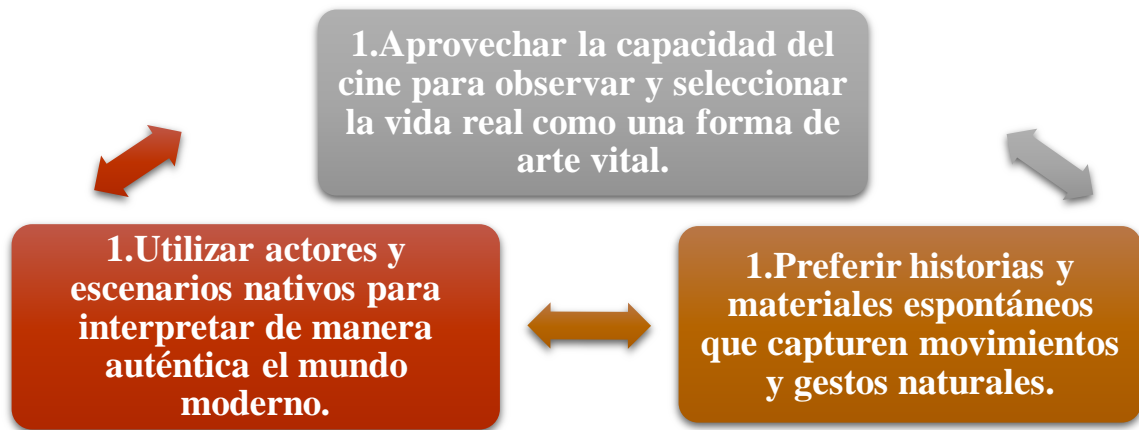 1.Aprovechar la capacidad del
cine para observar y seleccionar
la vida real como una forma de
arte vital.
1.Utilizar actores y
escenarios nativos para
interpretar de manera
auténtica el mundo
moderno.
1.Preferir historias y
materiales espontáneos
que capturen movimientos
y gestos naturales.